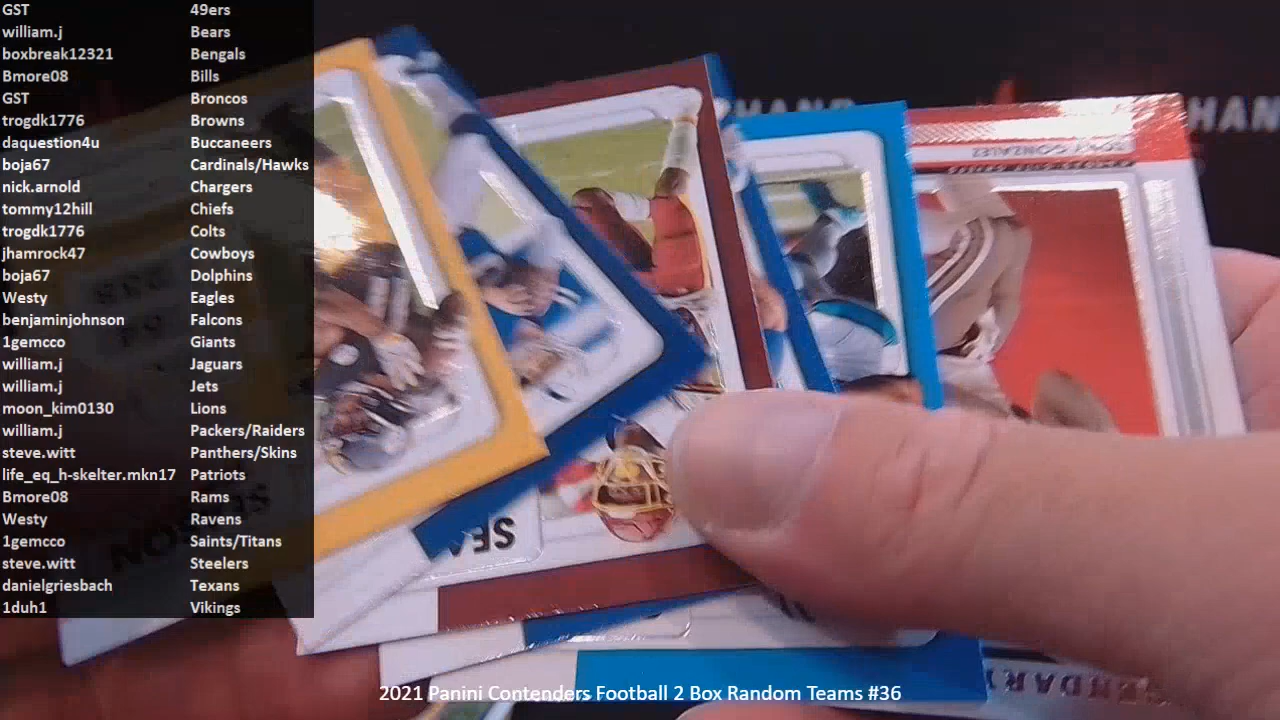 GST 49ers
william.j Bears
boxbreak12321 Bengals
Bmore08 Bills
GST Broncos
trogdk1776 Browns
daquestion4u Buccaneers
boja67 Cardinals/Hawks
nick.arnold Chargers
tommy12hill Chiefs
trogdk1776 Colts
jhamrock47 Cowboys
boja67 Dolphins
Westy Eagles
benjaminjohnson Falcons
1gemcco Giants
william.j Jaguars
william.j Jets
moon_kim0130 Lions
william.j Packers/Raiders
steve.witt Panthers/Skins
life_eq_h-skelter.mkn17 Patriots
Bmore08 Rams
Westy Ravens
1gemcco Saints/Titans
steve.witt Steelers
danielgriesbach Texans
1duh1 Vikings
TONY GONZALEZ
2021 Panini Contenders Football 2 Box Random Teams #36